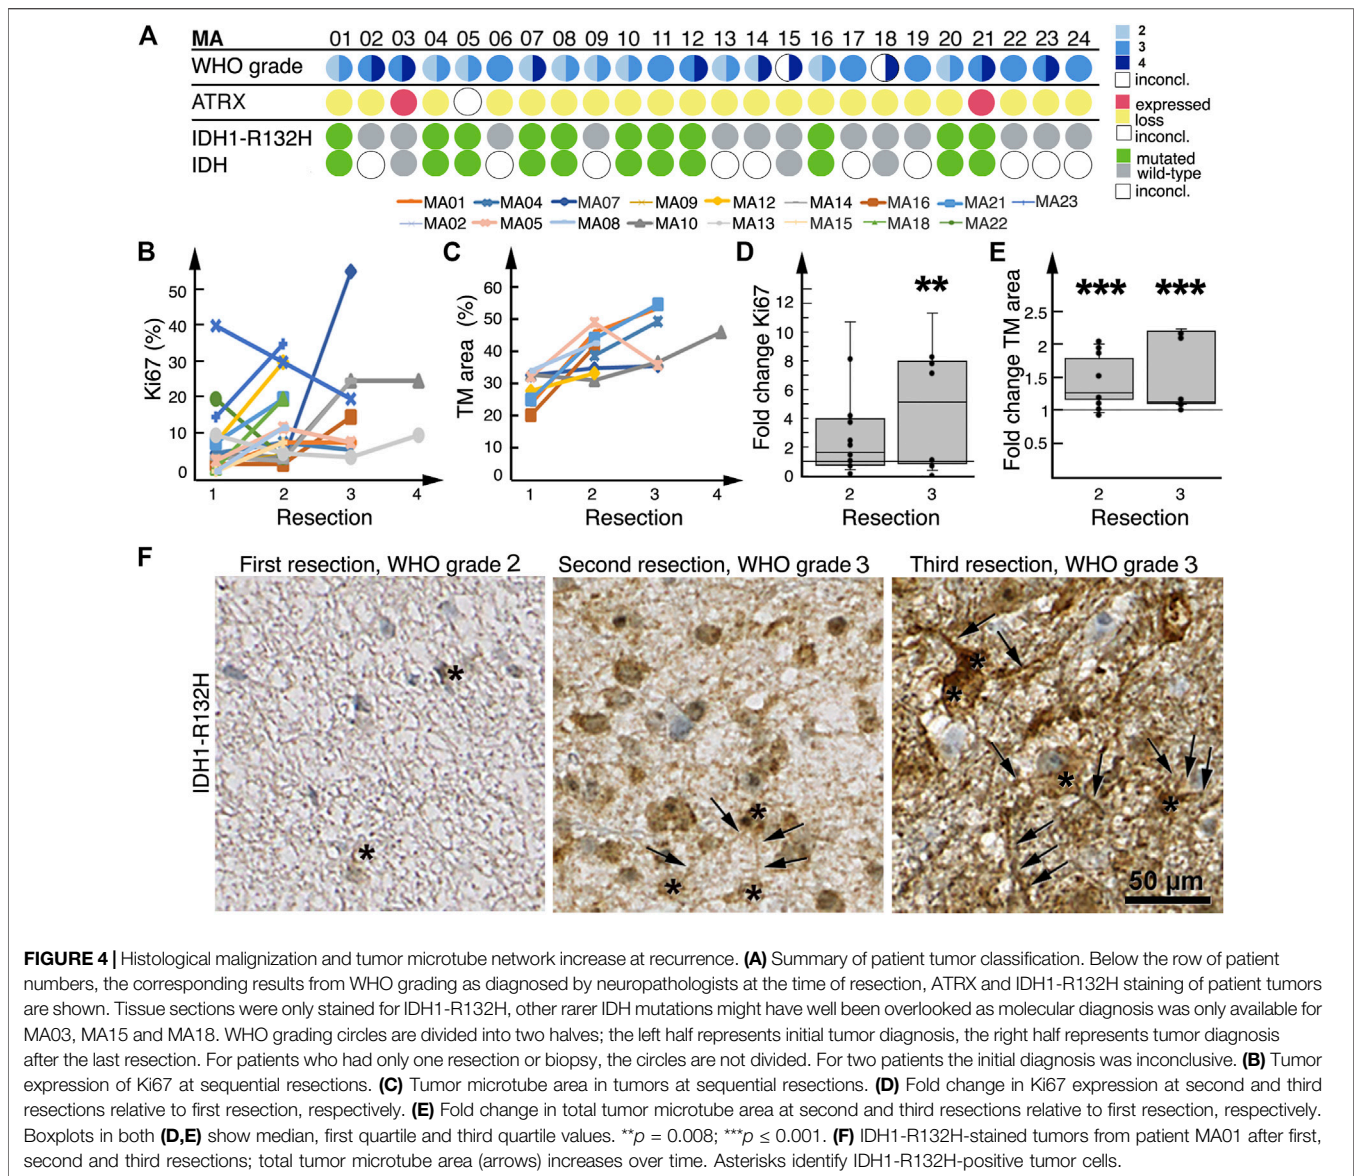 A
MA 01 02 03 04 05 06 07 08 09 10 11 12 13 14 15 16 17 18 19 20 21 22 23 24
WHO grade
ATRX
IDH1-R132H
IDH
2
3
4
inconcl.
expressed
loss
inconcl.
mutated
wild-type
inconcl.
MA01 MA04 MA07 MA09 MA12 MA14 MA16 MA21 MA23
MA02 MA05 MA08 MA10 MA13 MA15 MA18 MA22
B
Ki67 (%)
50
40
30
20
10
0
1 2 3 4
Resection
C
TM area (%)
60
50
40
30
20
10
0
1 2 3 4
Resection
D
Fold change Ki67
12
10
8
6
4
2
0
**
2 3
Resection
E
Fold change TM area
2.5
2
1.5
1
0.5
*** ***
2 3
Resection
F
First resection, WHO grade 2 Second resection, WHO grade 3 Third resection, WHO grade 3
IDH1-R132H
* *
* * *
* * * *
50 µm
FIGURE 4 | Histological malignization and tumor microtube network increase at recurrence. (A) Summary of patient tumor classification. Below the row of patient
numbers, the corresponding results from WHO grading as diagnosed by neuropathologists at the time of resection, ATRX and IDH1-R132H staining of patient tumors
are shown. Tissue sections were only stained for IDH1-R132H, other rarer IDH mutations might have well been overlooked as molecular diagnosis was only available for
MA03, MA15 and MA18. WHO grading circles are divided into two halves; the left half represents initial tumor diagnosis, the right half represents tumor diagnosis
after the last resection. For patients who had only one resection or biopsy, the circles are not divided. For two patients the initial diagnosis was inconclusive. (B) Tumor
expression of Ki67 at sequential resections. (C) Tumor microtube area in tumors at sequential resections. (D) Fold change in Ki67 expression at second and third
resections relative to first resection, respectively. (E) Fold change in total tumor microtube area at second and third resections relative to first resection, respectively.
Boxplots in both (D,E) show median, first quartile and third quartile values. **p = 0.008; ***p ≤ 0.001. (F) IDH1-R132H-stained tumors from patient MA01 after first,
second and third resections; total tumor microtube area (arrows) increases over time. Asterisks identify IDH1-R132H-positive tumor cells.